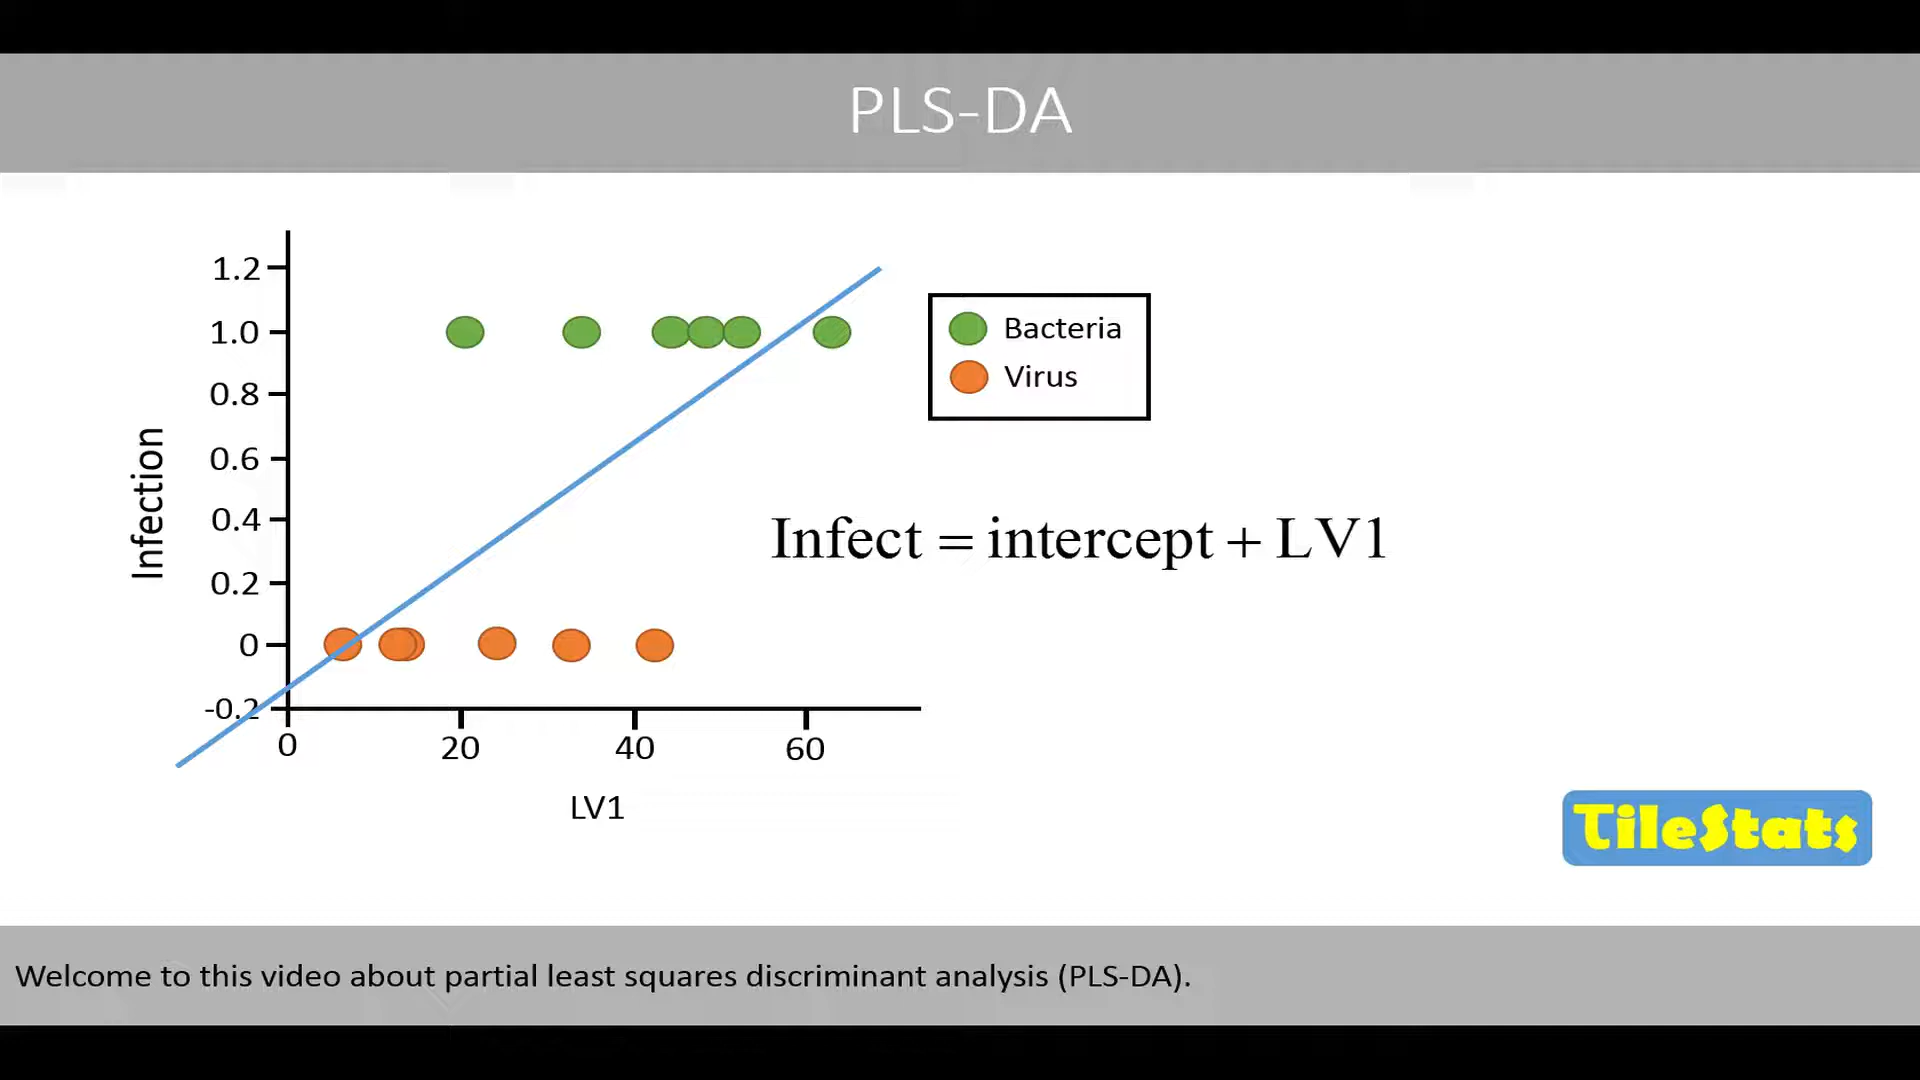 PLS-DA
1.2
1.0
0.8
0.6
0.4
0.2
0
-0.2
Infection
0 20 40 60
LV1
Bacteria
Virus
Infect = intercept + LV1
TileStats
Welcome to this video about partial least squares discriminant analysis (PLS-DA).